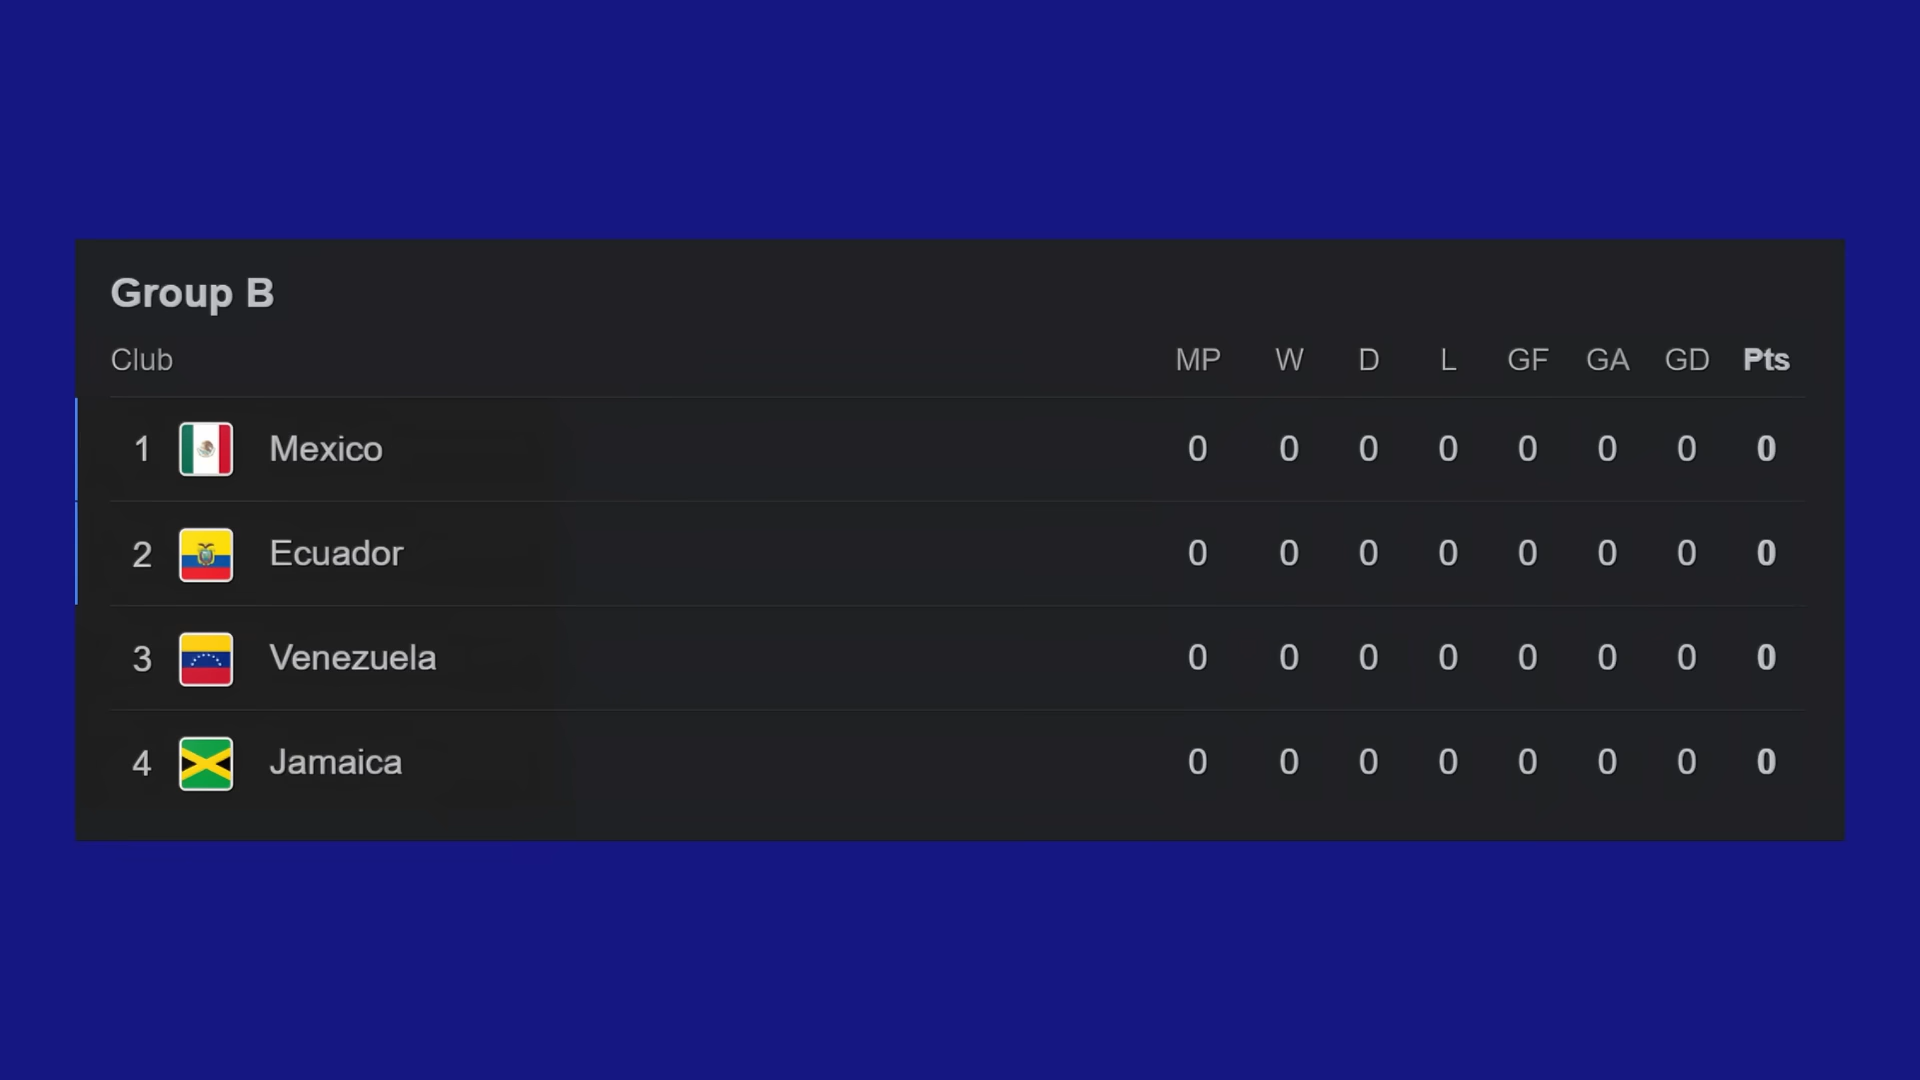 Group B
Club MP W D L GF GA GD Pts
1 Mexico 0 0 0 0 0 0 0 0
2 Ecuador 0 0 0 0 0 0 0 0
3 Venezuela 0 0 0 0 0 0 0 0
4 Jamaica 0 0 0 0 0 0 0 0